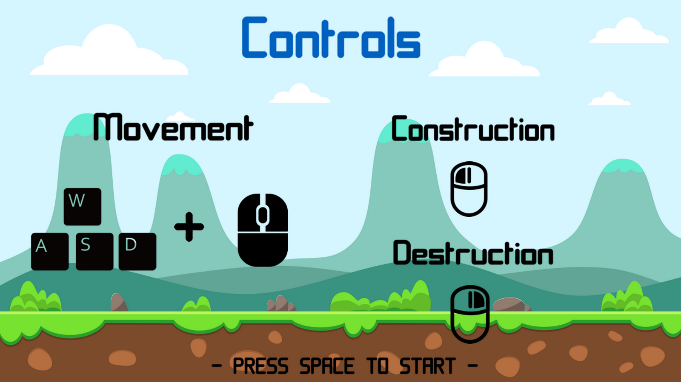 Controls
Movement
W
A S D
+
Construction
Destruction
- PRESS SPACE TO START -